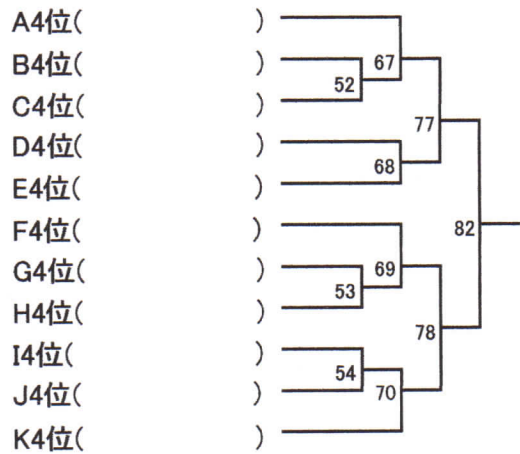 A4位( )
B4位( )
C4位( )
D4位( )
E4位( )
F4位( )
G4位( )
H4位( )
I4位( )
J4位( )
K4位( )
67
52
77
68
82
69
53
78
54
70